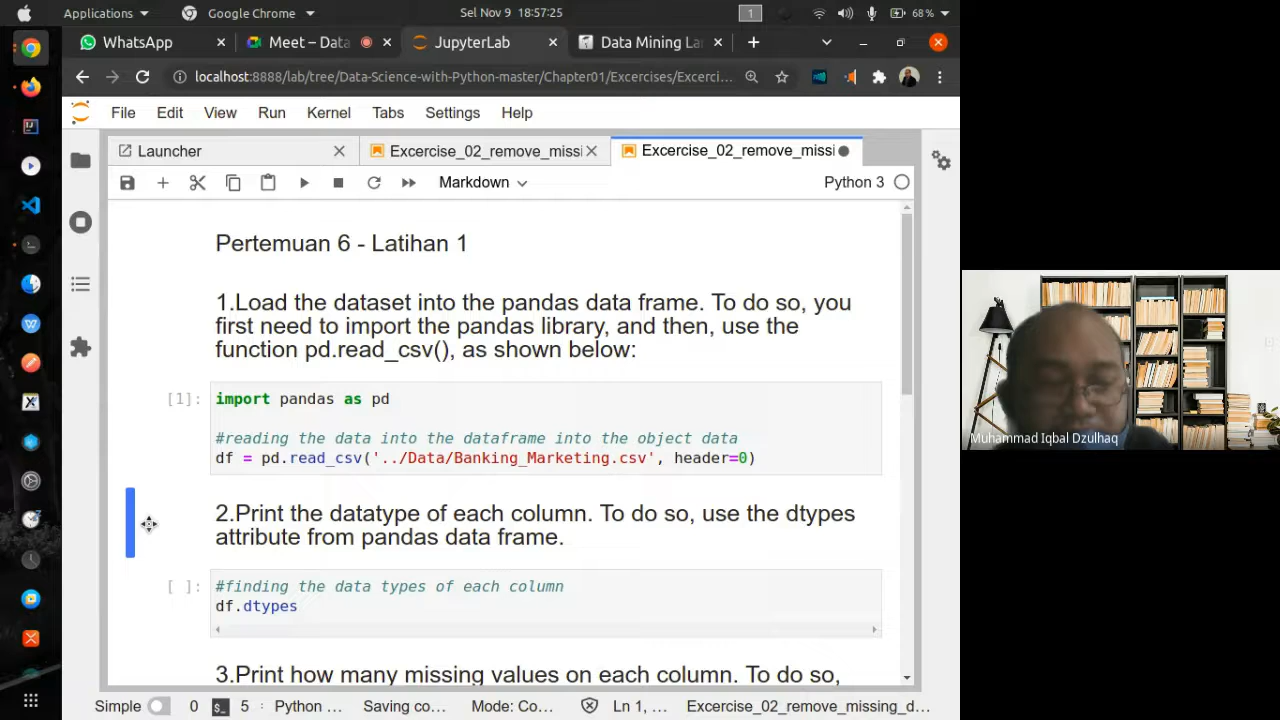 Applications
Google Chrome
Sel Nov 9 18:57:25
1
68%
WhatsApp
Meet – Data
JupyterLab
Data Mining La
localhost:8888/lab/tree/Data-Science-with-Python-master/Chapter01/Excercises/Excerci...
File Edit View Run Kernel Tabs Settings Help
Launcher
Excercise_02_remove_missi
Excercise_02_remove_missi
Markdown
Python 3
Pertemuan 6 - Latihan 1
1.Load the dataset into the pandas data frame. To do so, you
first need to import the pandas library, and then, use the
function pd.read_csv(), as shown below:
[1]:
import pandas as pd
#reading the data into the dataframe into the object data
df = pd.read_csv('../Data/Banking_Marketing.csv', header=0)
2.Print the datatype of each column. To do so, use the dtypes
attribute from pandas data frame.
[ ]:
#finding the data types of each column
df.dtypes
3.Print how many missing values on each column. To do so,
Simple
0
5
Python ...
Saving co...
Mode: Co...
Ln 1, ...
Excercise_02_remove_missing_d...
Muhammad Iqbal Dzulhaq